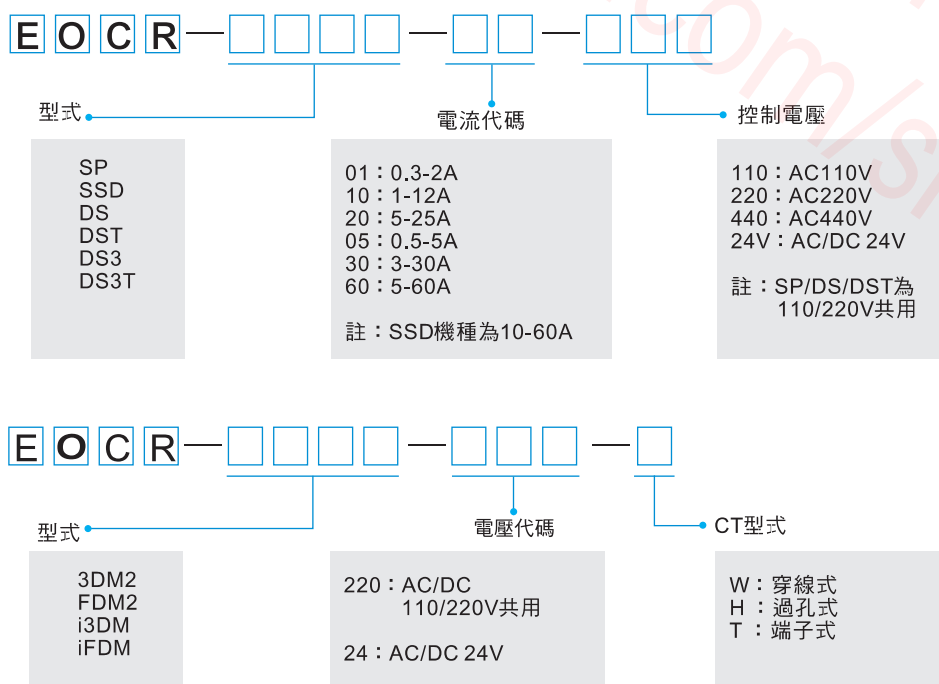 EOCR
型式
電流代碼
控制電壓
SP
SSD
DS
DST
DS3
DS3T
01：0.3-2A
10：1-12A
20：5-25A
05：0.5-5A
30：3-30A
60：5-60A
註：SSD機種為10-60A
110：AC110V
220：AC220V
440：AC440V
24V：AC/DC 24V
註：SP/DS/DST為
110/220V共用
EOCR
型式
電壓代碼
CT型式
3DM2
FDM2
i3DM
iFDM
220：AC/DC
110/220V共用
24：AC/DC 24V
W：穿線式
H：過孔式
T：端子式